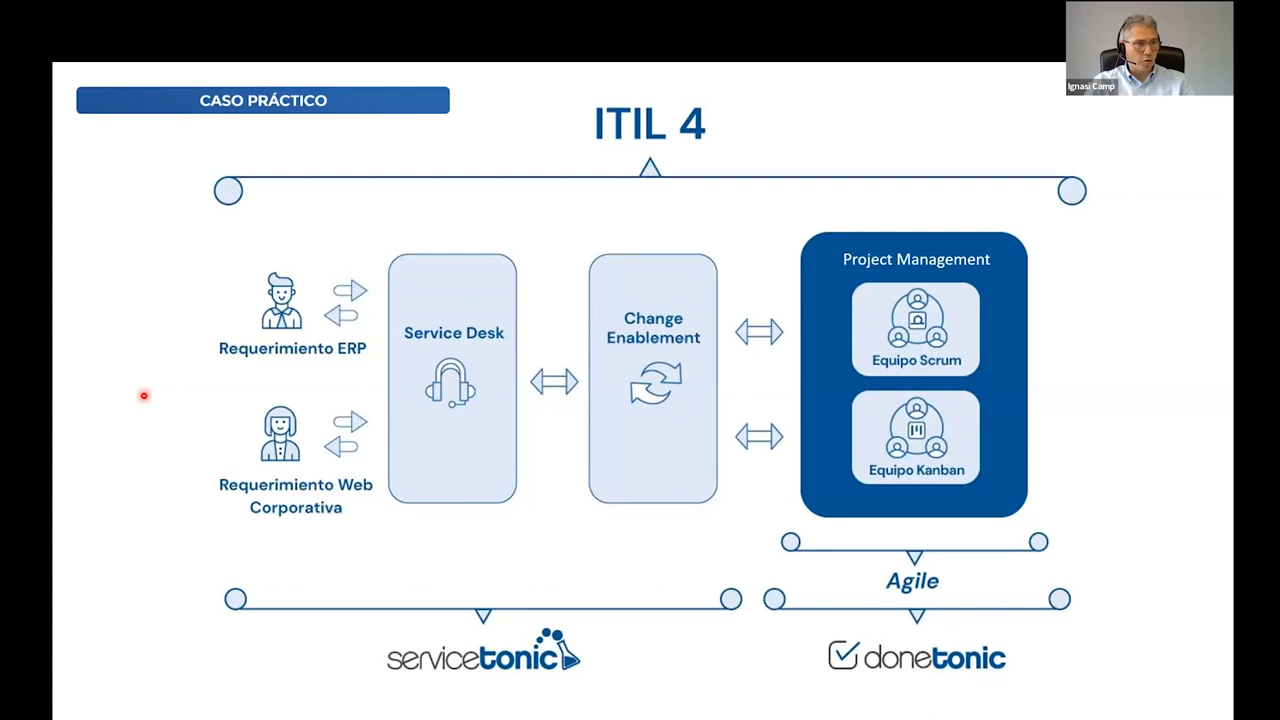 Ignasi Camp
CASO PRÁCTICO
ITIL 4
Project Management
Service Desk
Change
Enablement
Requerimiento ERP
Equipo Scrum
Requerimiento Web
Corporativa
Equipo Kanban
Agile
servicetonic
donetonic